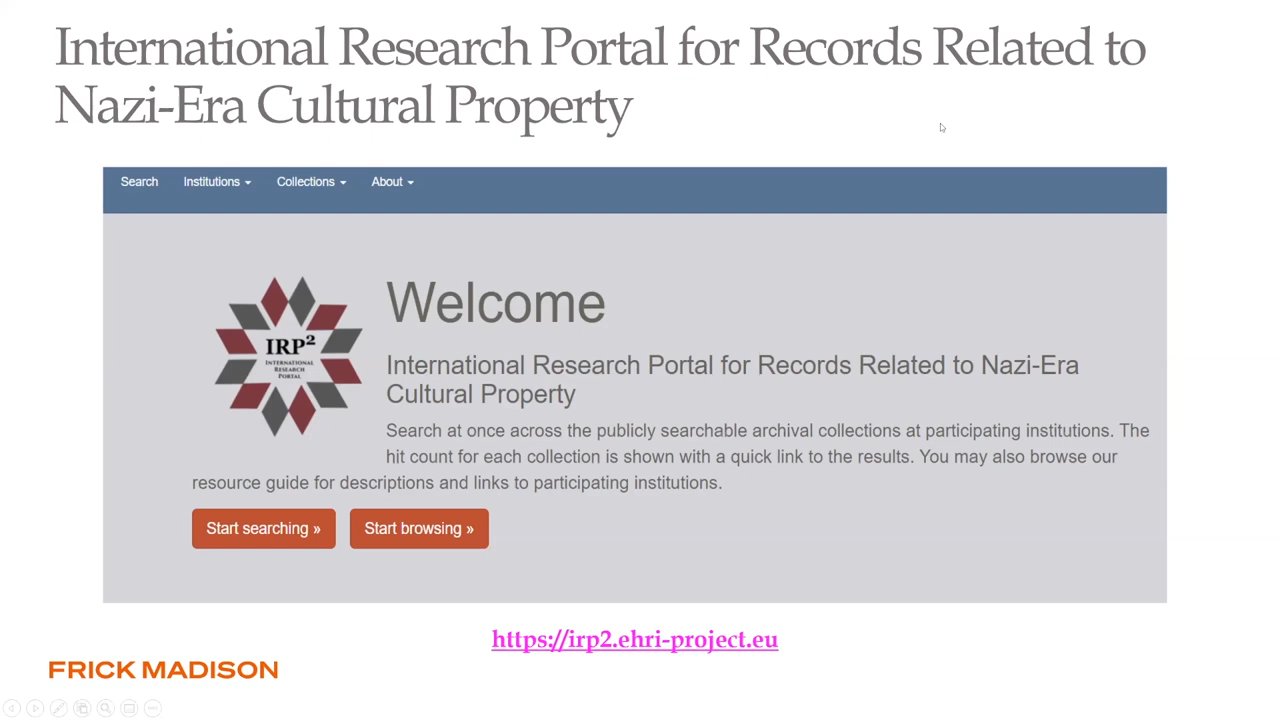 International Research Portal for Records Related to
Nazi-Era Cultural Property
Search Institutions Collections About
IRP²
INTERNATIONAL
RESEARCH
PORTAL
Welcome
International Research Portal for Records Related to Nazi-Era
Cultural Property
Search at once across the publicly searchable archival collections at participating institutions. The
hit count for each collection is shown with a quick link to the results. You may also browse our
resource guide for descriptions and links to participating institutions.
Start searching » Start browsing »
https://irp2.ehri-project.eu
FRICK MADISON